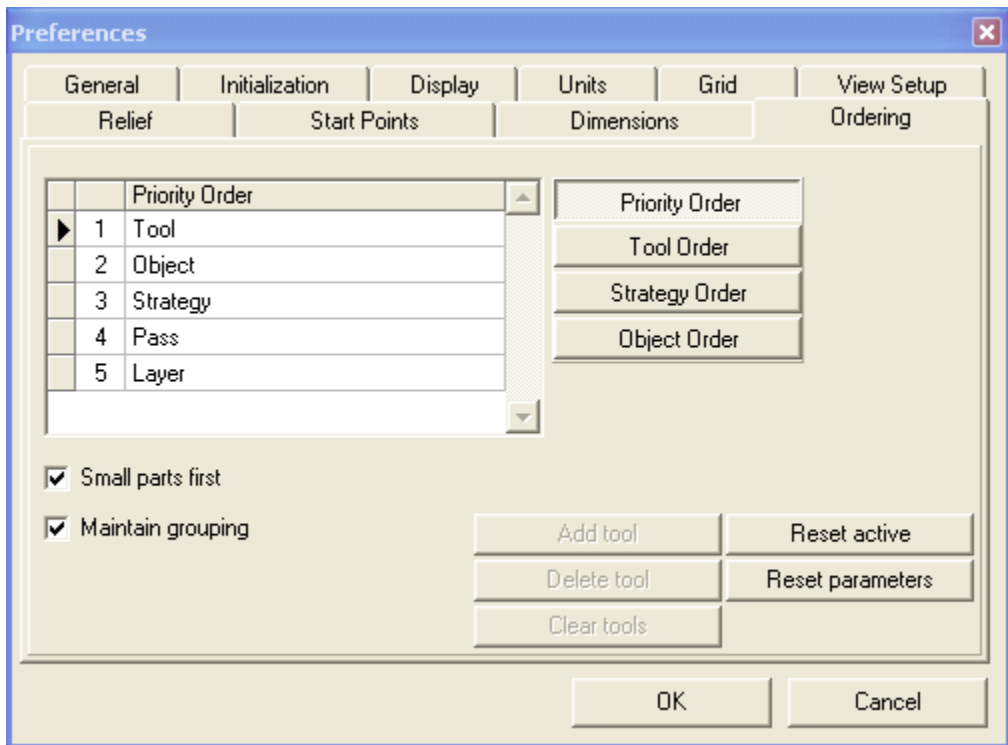 Preferences
General Initialization Display Units Grid View Setup
Relief Start Points Dimensions Ordering
Priority Order
1 Tool
2 Object
3 Strategy
4 Pass
5 Layer
Priority Order
Tool Order
Strategy Order
Object Order
Small parts first
Maintain grouping
Add tool Reset active
Delete tool Reset parameters
Clear tools
OK Cancel